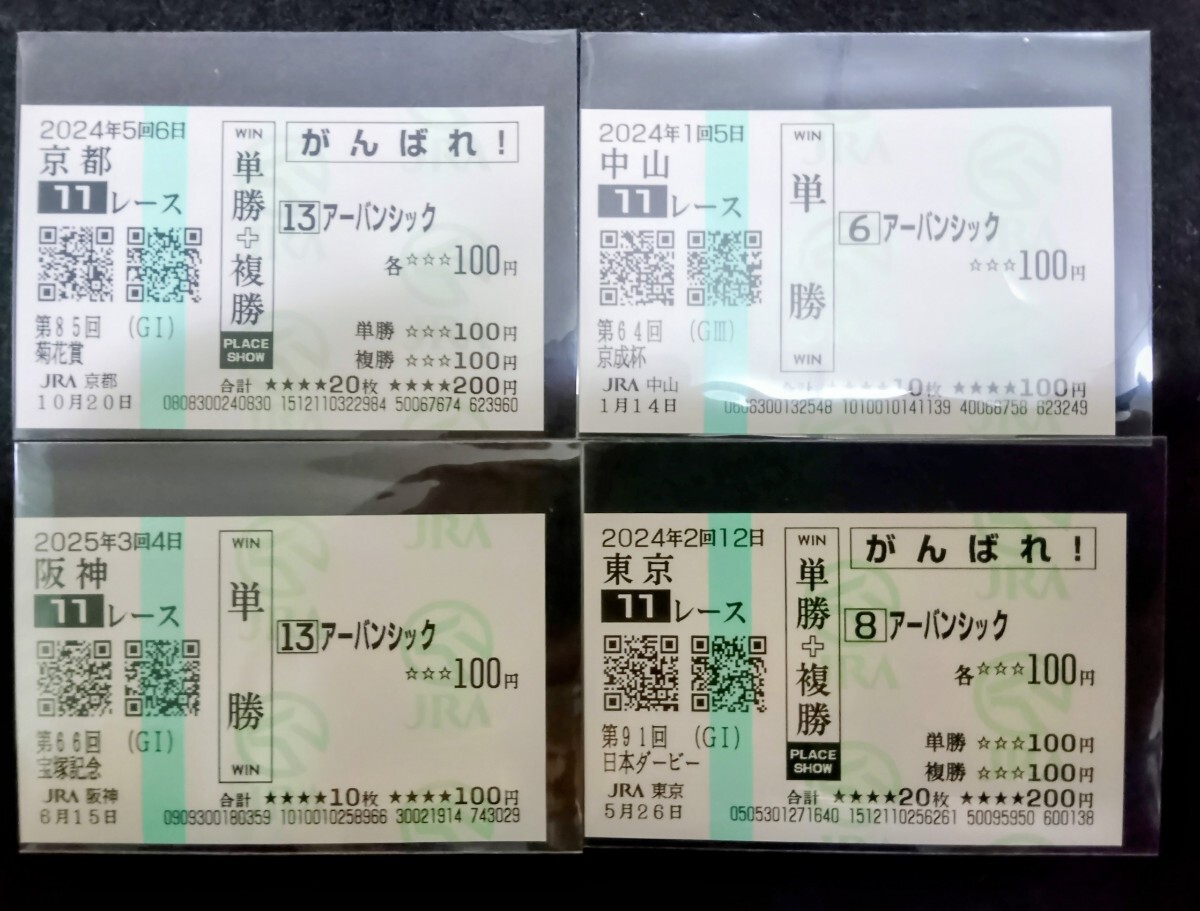 2024年5回6日
京都
11レース
第85回 (GI)
菊花賞
JRA 京都
10月20日
WIN
単勝+複勝
PLACE
SHOW
がんばれ!
13アーバンシック
各☆☆☆100円
単勝 ☆☆☆100円
複勝 ☆☆☆100円
合計 ★★★★20枚 ★★★★200円
0808300240830 1512110322984 50067674 623960
2024年1回5日
中山
11レース
第64回 (GIII)
京成杯
JRA 中山
1月14日
WIN
単勝
WIN
6アーバンシック
☆☆☆100円
合計 ★★★★10枚 ★★★★100円
0608300132548 1010010141139 40068758 623249
2025年3回4日
阪神
11レース
第66回 (GI)
宝塚記念
JRA 阪神
6月15日
WIN
単勝
WIN
13アーバンシック
☆☆☆100円
合計 ★★★★10枚 ★★★★100円
0909300180359 1010010258966 30021914 743029
2024年2回12日
東京
11レース
第91回 (GI)
日本ダービー
JRA 東京
5月26日
WIN
単勝+複勝
PLACE
SHOW
がんばれ!
8アーバンシック
各☆☆☆100円
単勝 ☆☆☆100円
複勝 ☆☆☆100円
合計 ★★★★20枚 ★★★★200円
0505301271640 1512110256261 50095950 600138